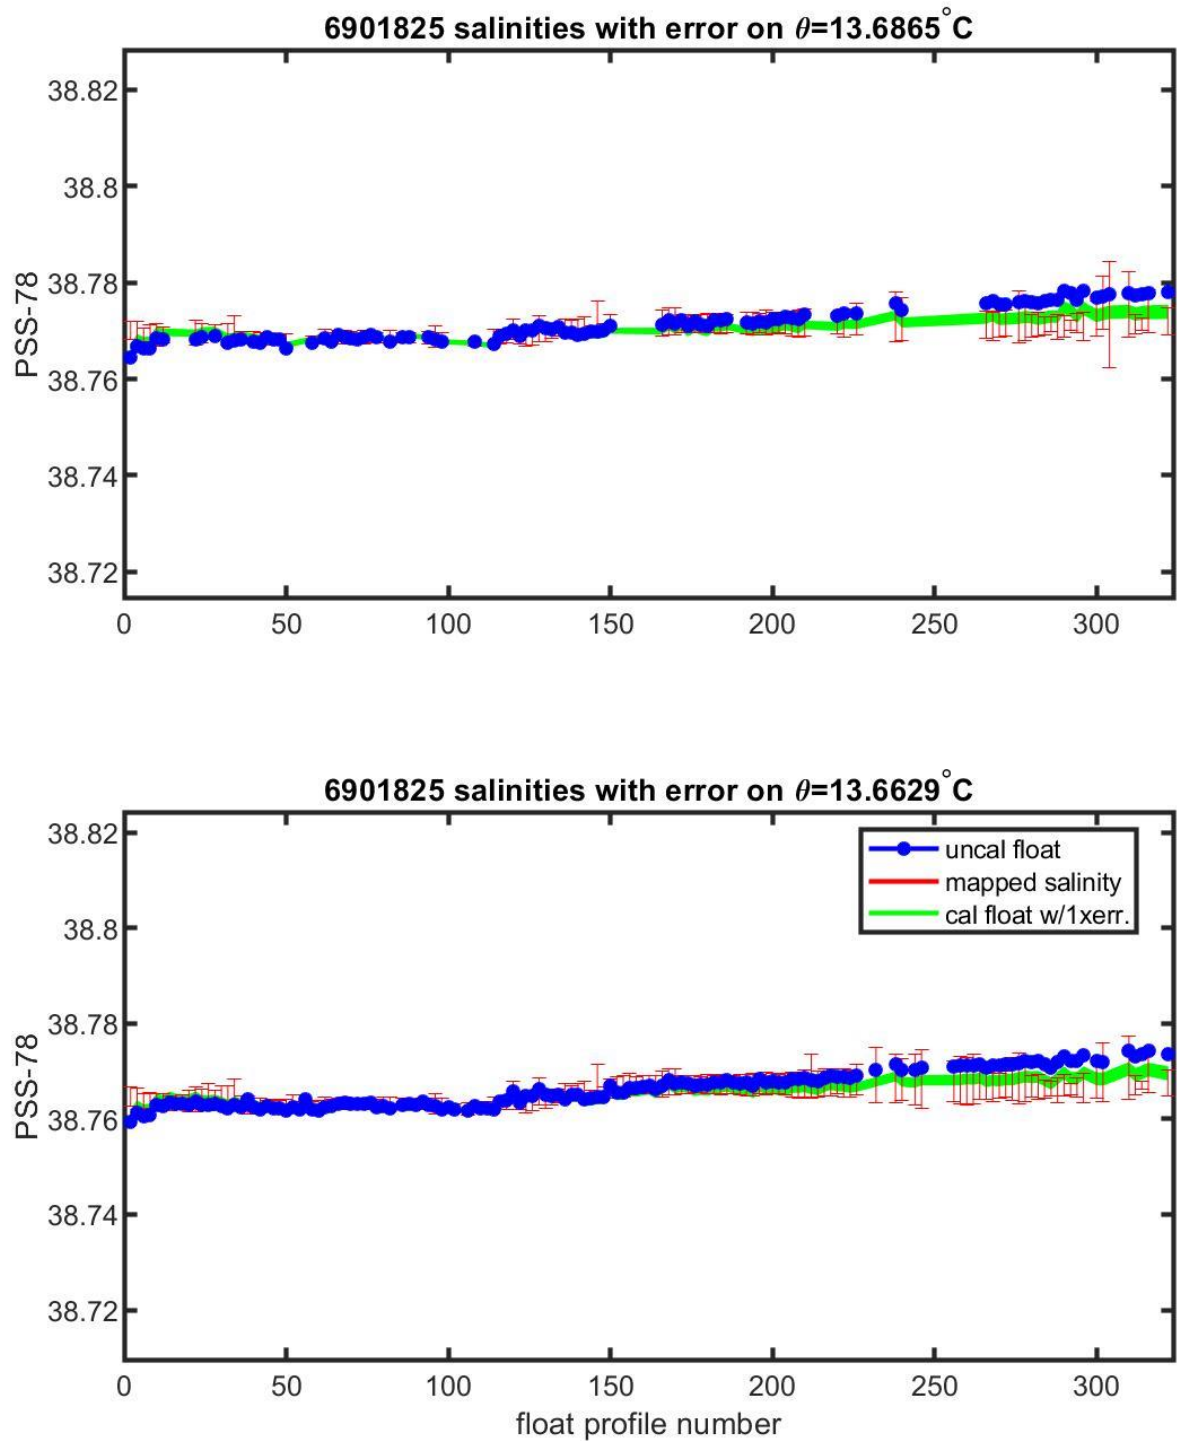 6901825 salinities with error on θ=13.6865°C
38.82
38.8
38.78
38.76
38.74
38.72
PSS-78
0 50 100 150 200 250 300
6901825 salinities with error on θ=13.6629°C
38.82
38.8
38.78
38.76
38.74
38.72
PSS-78
uncal float
mapped salinity
cal float w/1xerr.
0 50 100 150 200 250 300
float profile number